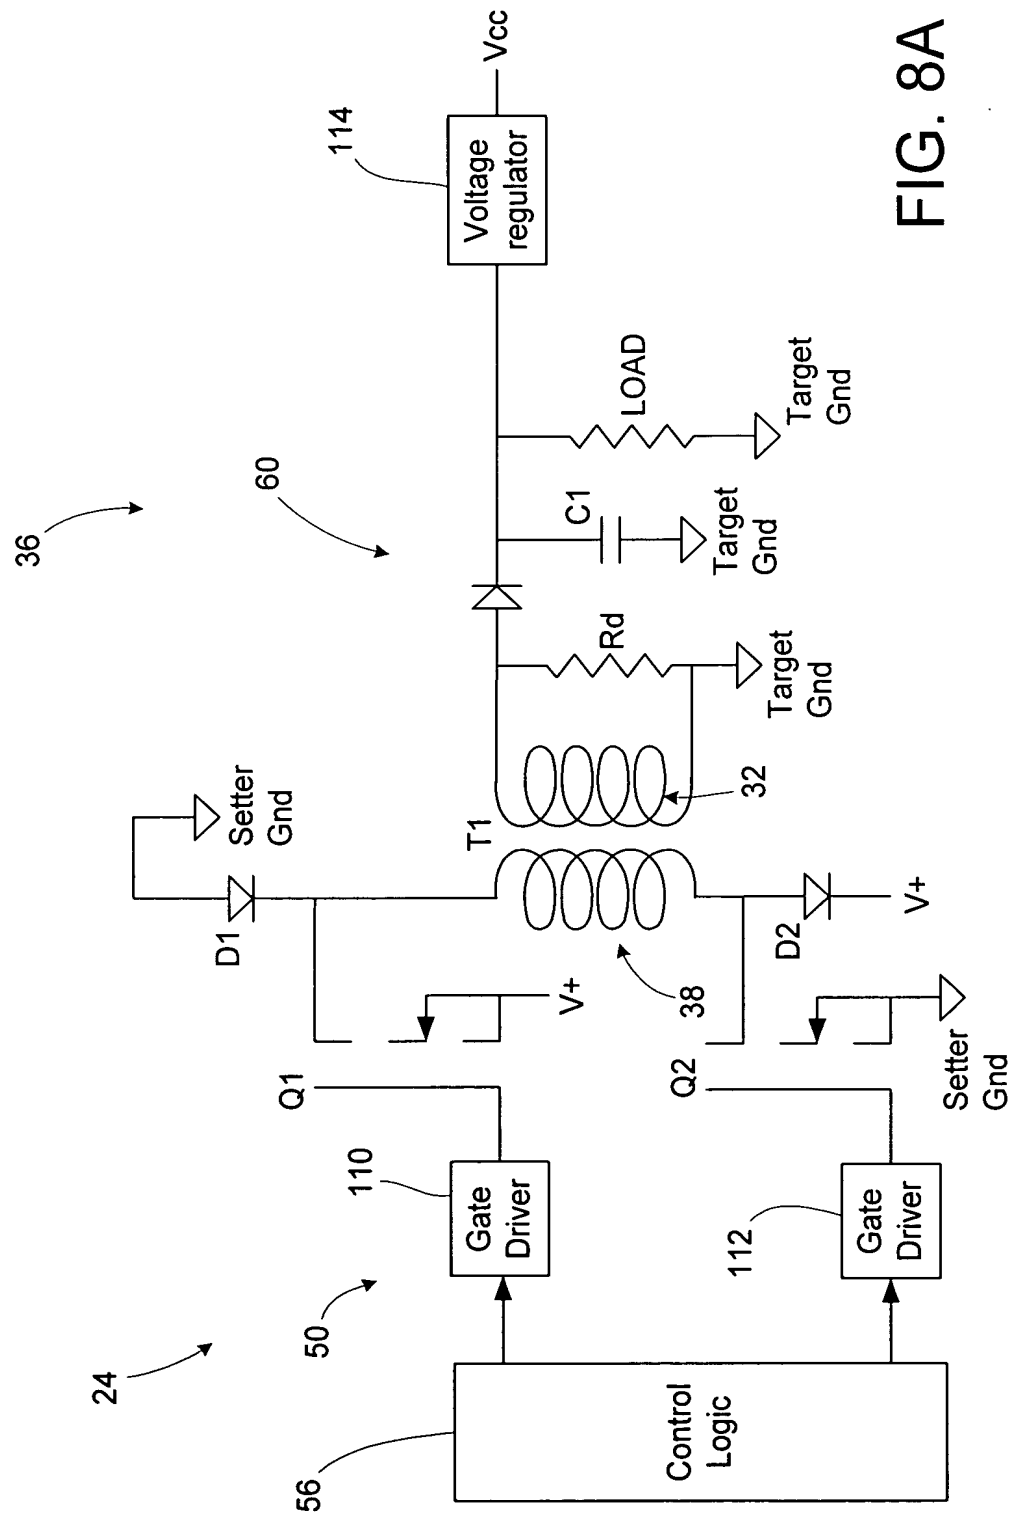 24
36
50
60
56
Control
Logic
110
Gate
Driver
112
Gate
Driver
Q1
V+
Q2
Setter
Gnd
D1
Setter
Gnd
38
D2
V+
T1
32
Rd
Target
Gnd
C1
Target
Gnd
LOAD
Target
Gnd
114
Voltage
regulator
Vcc
FIG. 8A